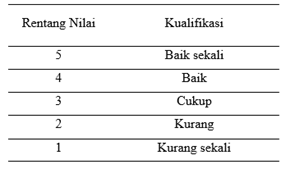 Rentang Nilai Kualifikasi
5 Baik sekali
4 Baik
3 Cukup
2 Kurang
1 Kurang sekali